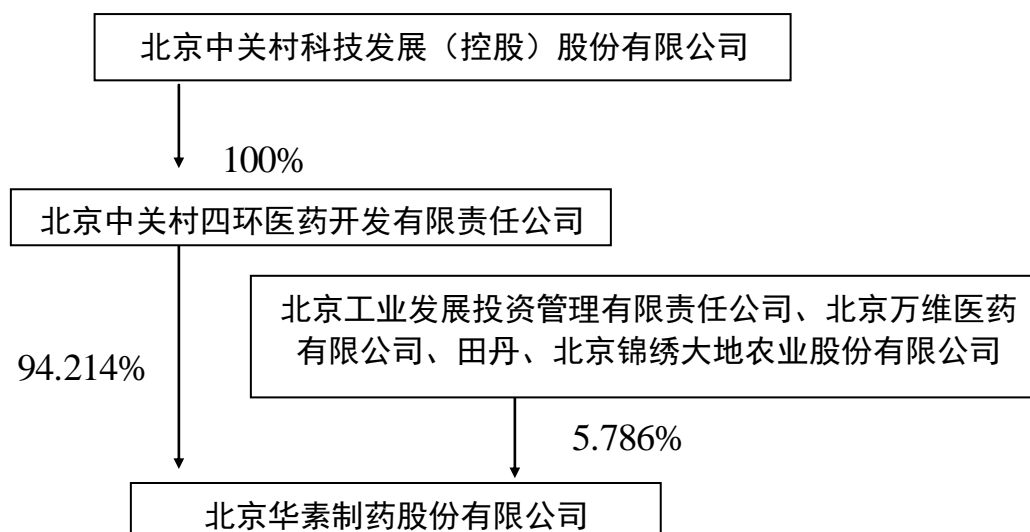 北京中关村科技发展（控股）股份有限公司
100%
北京中关村四环医药开发有限责任公司
北京工业发展投资管理有限责任公司、北京万维医药
有限公司、田丹、北京锦绣大地农业股份有限公司
94.214%
5.786%
北京华素制药股份有限公司